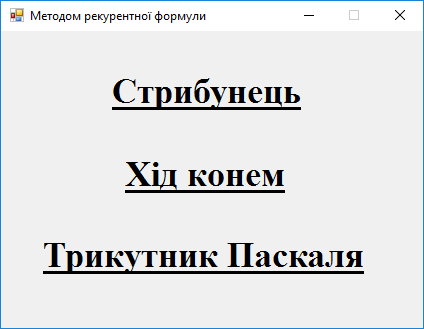 Методом рекурентної формули
Стрибунець
Хід конем
Трикутник Паскаля